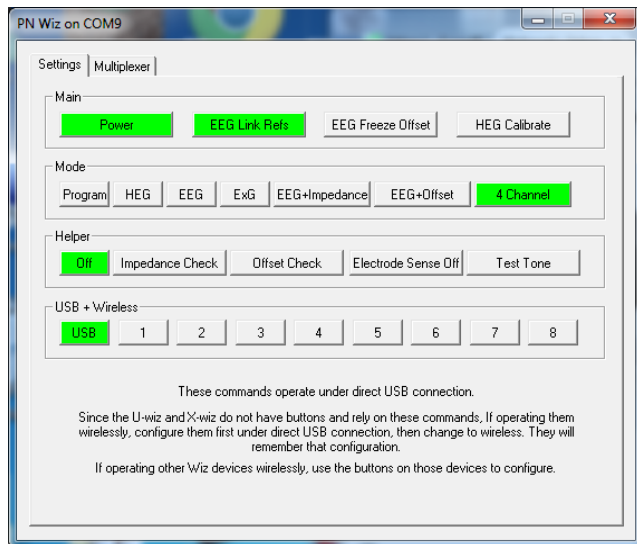 PN Wiz on COM9
Settings Multiplexer
Main
Power EEG Link Refs EEG Freeze Offset HEG Calibrate
Mode
Program HEG EEG ExG EEG+Impedance EEG+Offset 4 Channel
Helper
Off Impedance Check Offset Check Electrode Sense Off Test Tone
USB + Wireless
USB 1 2 3 4 5 6 7 8
These commands operate under direct USB connection.
Since the U-wiz and X-wiz do not have buttons and rely on these commands, If operating them
wirelessly, configure them first under direct USB connection, then change to wireless. They will
remember that configuration.
If operating other Wiz devices wirelessly, use the buttons on those devices to configure.